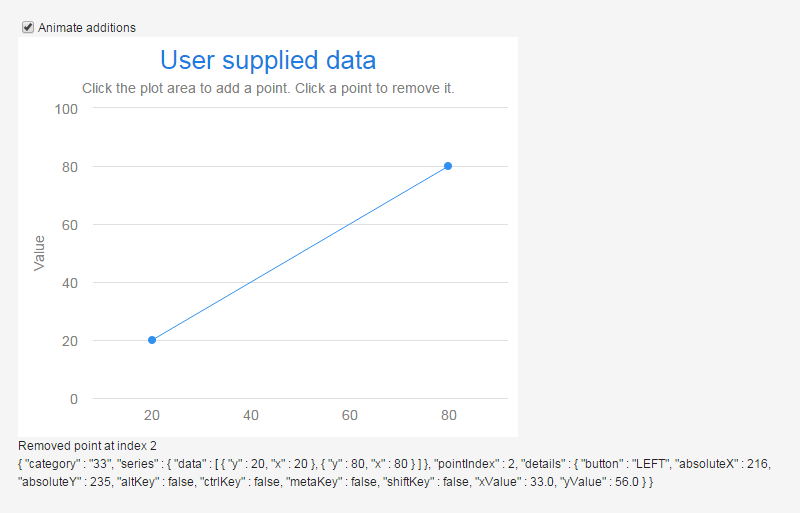 Animate additions
User supplied data
Click the plot area to add a point. Click a point to remove it.
100
80
60
40
20
0
Value
20 40 60 80
Removed point at index 2
{ "category" : "33", "series" : { "data" : [ { "y" : 20, "x" : 20 }, { "y" : 80, "x" : 80 } ] }, "pointIndex" : 2, "details" : { "button" : "LEFT", "absoluteX" : 216,
"absoluteY" : 235, "altKey" : false, "ctrlKey" : false, "metaKey" : false, "shiftKey" : false, "xValue" : 33.0, "yValue" : 56.0 } }